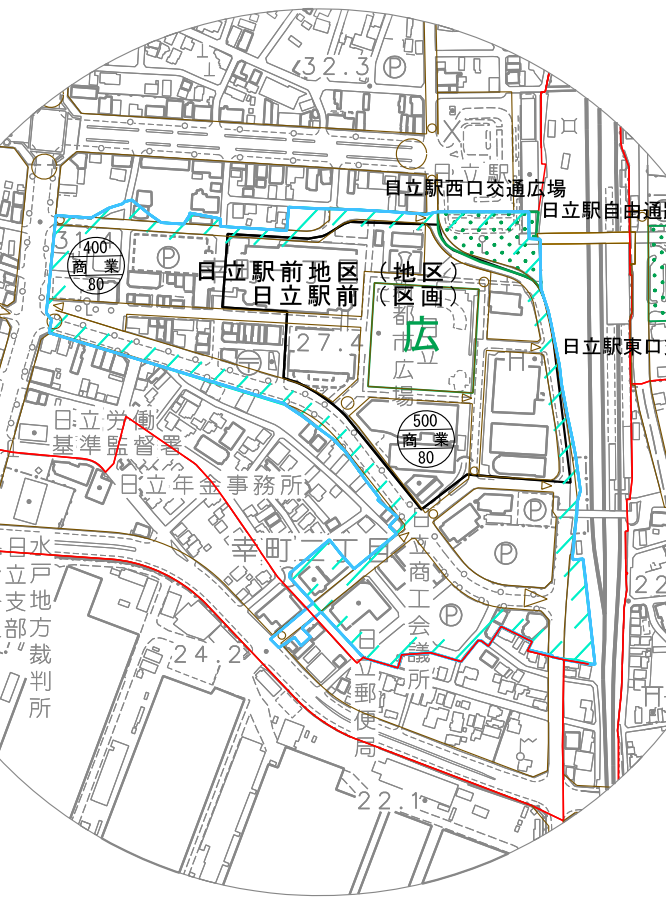 32.3 P
日立駅
日立駅西口交通広場
日立駅自由通
400
商業
80
P
日立駅前地区（地区）
日立駅前（区画）
広
都市広場
27.4
日立駅東口
500
商業
80
日立労働
基準監督署
日立年金事務所
P
P
幸町一丁目
日立商工会議所
水戸地方裁判所
日立支部
P
24.2
日立郵便局
22
22.1